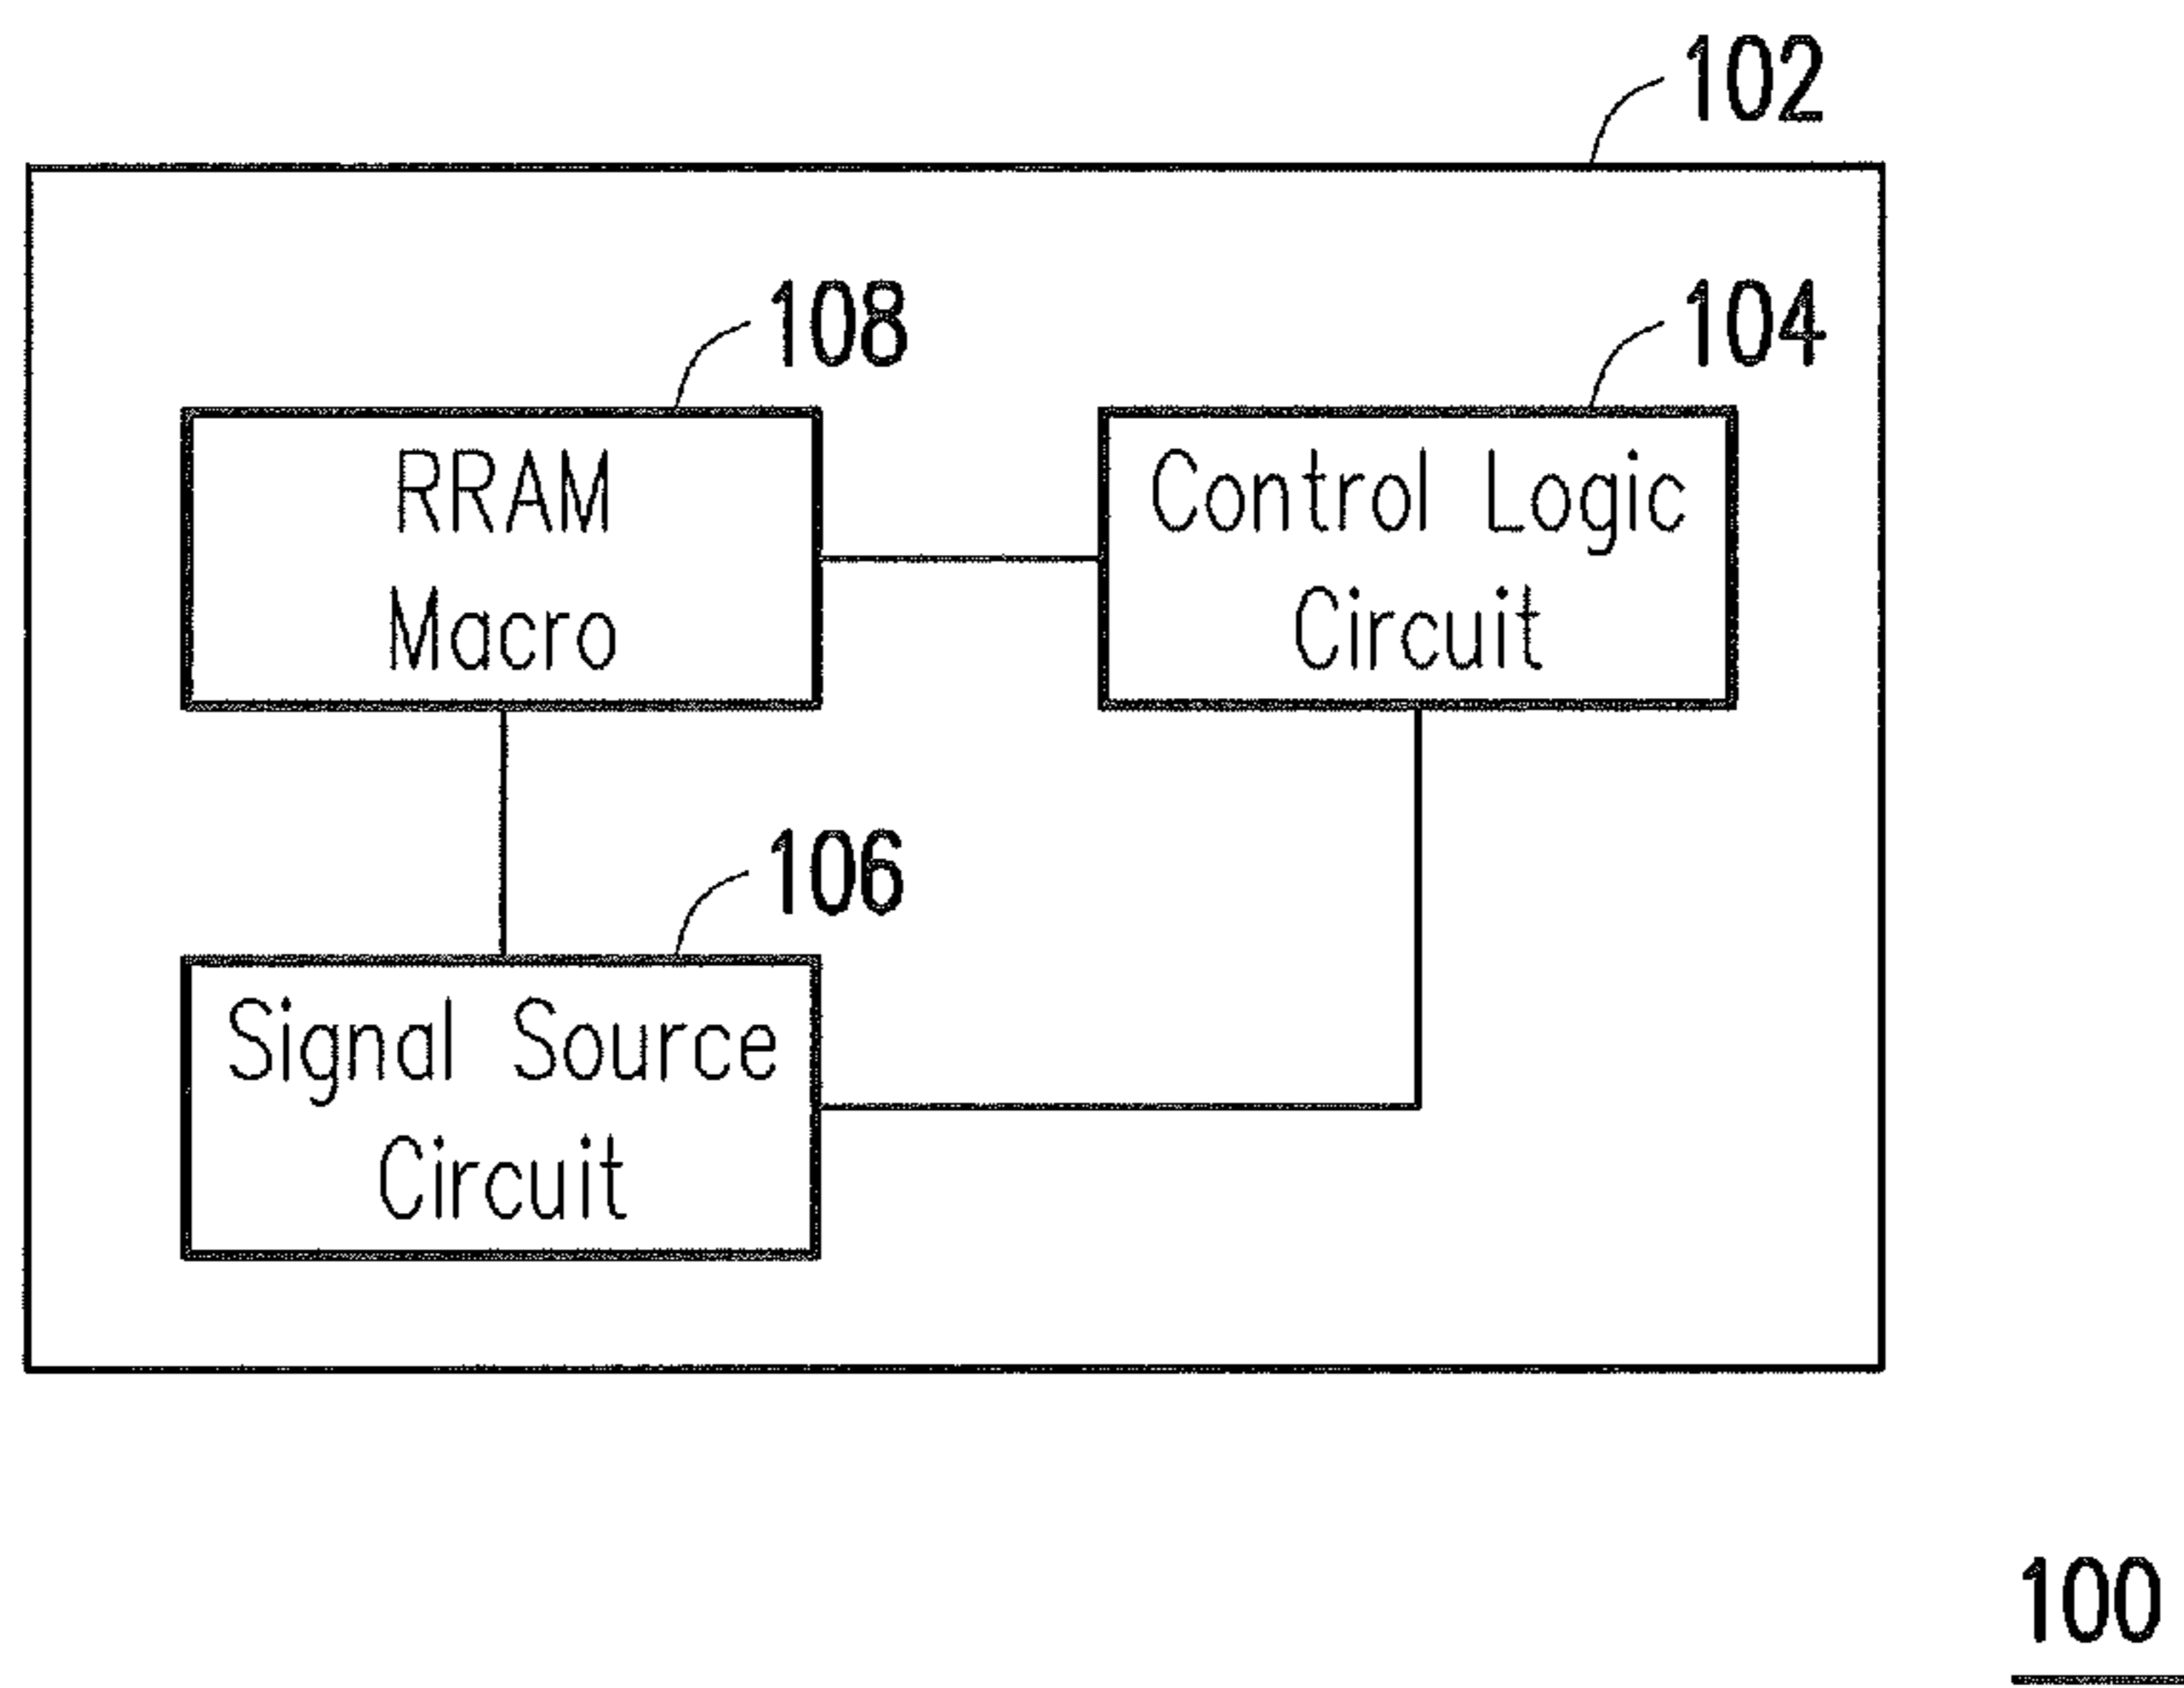 102
108
104
RRAM
Macro
Control Logic
Circuit
106
Signal Source
Circuit
100